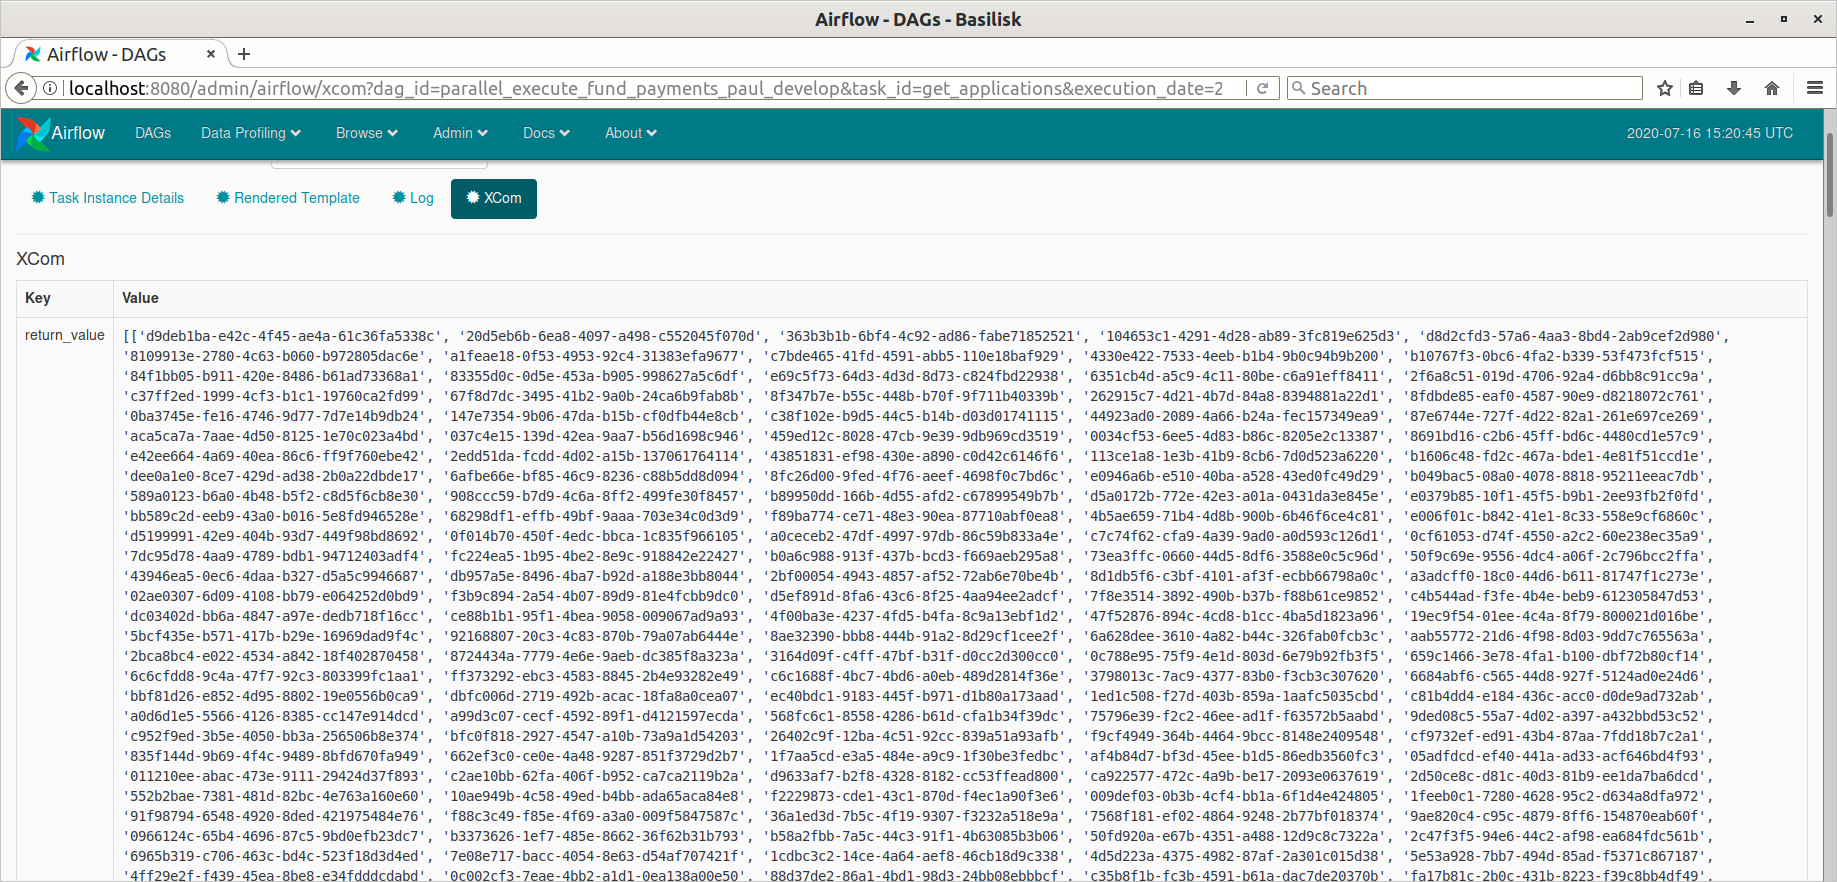 Airflow - DAGs - Basilisk
Airflow - DAGs
localhost:8080/admin/airflow/xcom?dag_id=parallel_execute_fund_payments_paul_develop&task_id=get_applications&execution_date=2
Search
Airflow DAGs Data Profiling Browse Admin Docs About 2020-07-16 15:20:45 UTC
Task Instance Details Rendered Template Log XCom
XCom
Key Value
return_value [['d9deb1ba-e42c-4f45-ae4a-61c36fa5338c', '20d5eb6b-6ea8-4097-a498-c552045f070d', '363b3b1b-6bf4-4c92-ad86-fabe71852521', '104653c1-4291-4d28-ab89-3fc819e625d3', 'd8d2cfd3-57a6-4aa3-8bd4-2ab9cef2d980',
'8109913e-2780-4c63-b060-b972805dac6e', 'a1feae18-0f53-4953-92c4-31383efa9677', 'c7bde465-41fd-4591-abb5-110e18baf929', '4330e422-7533-4eeb-b1b4-9b0c94b9b200', 'b10767f3-0bc6-4fa2-b339-53f473fcf515',
'84f1bb05-b911-420e-8486-b61ad73368a1', '83355d0c-0d5e-453a-b905-998627a5c6df', 'e69c5f73-64d3-4d3d-8d73-c824fbd22938', '6351cb4d-a5c9-4c11-80be-c6a91eff8411', '2f6a8c51-019d-4706-92a4-d6bb8c91cc9a',
'c37ff2ed-1999-4cf3-b1c1-19760ca2fd99', '67f8d7dc-3495-41b2-9a0b-24ca6b9fab8b', '8f347b7e-b55c-448b-b70f-9f711b40339b', '262915c7-4d21-4b7d-84a8-8394881a22d1', '8fdbde85-eaf0-4587-90e9-d8218072c761',
'0ba3745e-fe16-4746-9d77-7d7e14b9db24', '147e7354-9b06-47da-b15b-cf0dfb44e8cb', 'c38f102e-b9d5-44c5-b14b-d03d01741115', '44923ad0-2089-4a66-b24a-fec157349ea9', '87e6744e-727f-4d22-82a1-261e697ce269',
'aca5ca7a-7aae-4d50-8125-1e70c023a4bd', '037c4e15-139d-42ea-9aa7-b56d1698c946', '459ed12c-8028-47cb-9e39-9db969cd3519', '0034cf53-6ee5-4d83-b86c-8205e2c13387', '8691bd16-c2b6-45ff-bd6c-4480cd1e57c9',
'e42ee664-4a69-40ea-86c6-ff9f760ebe42', '2edd51da-fcdd-4d02-a15b-137061764114', '43851831-ef98-430e-a890-c0d42c6146f6', '113ce1a8-1e3b-41b9-8cb6-7d0d523a6220', 'b1606c48-fd2c-467a-bde1-4e81f51ccd1e',
'dee0a1e0-8ce7-429d-ad38-2b0a22dbde17', '6afbe66e-bf85-46c9-8236-c88b5dd8d094', '8fc26d00-9fed-4f76-aeef-4698f0c7bd6c', 'e0946a6b-e510-40ba-a528-43ed0fc49d29', 'b049bac5-08a0-4078-8818-95211eeac7db',
'589a0123-b6a0-4b48-b5f2-c8d5f6cb8e30', '908ccc59-b7d9-4c6a-8ff2-499fe30f8457', 'b89950dd-166b-4d55-afd2-c67899549b7b', 'd5a0172b-772e-42e3-a01a-0431da3e845e', 'e0379b85-10f1-45f5-b9b1-2ee93fb2f0fd',
'bb589c2d-eeb9-43a0-b016-5e8fd946528e', '68298df1-effb-49bf-9aaa-703e34c0d3d9', 'f89ba774-ce71-48e3-90ea-87710abf0ea8', '4b5ae659-71b4-4d8b-900b-6b46f6ce4c81', 'e006f01c-b842-41e1-8c33-558e9cf6860c',
'd5199991-42e9-404b-93d7-449f98bd8692', '0f014b70-450f-4edc-bbca-1c835f966105', 'a0ceceb2-47df-4997-97db-86c59b833a4e', 'c7c74f62-cfa9-4a39-9ad0-a0d593c126d1', '0cf61053-d74f-4550-a2c2-60e238ec35a9',
'7dc95d78-4aa9-4789-bdb1-94712403adf4', 'fc224ea5-1b95-4be2-8e9c-918842e22427', 'b0a6c988-913f-437b-bcd3-f669aeb295a8', '73ea3ffc-0660-44d5-8df6-3588e0c5c96d', '50f9c69e-9556-4dc4-a06f-2c796bcc2ffa',
'43946ea5-0ec6-4daa-b327-d5a5c9946687', 'db957a5e-8496-4ba7-b92d-a188e3bb8044', '2bf00054-4943-4857-af52-72ab6e70be4b', '8d1db5f6-c3bf-4101-af3f-ecbb66798a0c', 'a3adcff0-18c0-44d6-b611-81747f1c273e',
'02ae0307-6d09-4108-bb79-e064252d0bd9', 'f3b9c894-2a54-4b07-89d9-81e4fcbb9dc0', 'd5ef891d-8fa6-43c6-8f25-4aa94ee2adcf', '7f8e3514-3892-490b-b37b-f88b61ce9852', 'c4b544ad-f3fe-4b4e-beb9-612305847d53',
'dc03402d-bb6a-4847-a97e-dedb718f16cc', 'ce88b1b1-95f1-4bea-9058-009067ad9a93', '4f00ba3e-4237-4fd5-b4fa-8c9a13ebf1d2', '47f52876-894c-4cd8-b1cc-4ba5d1823a96', '19ec9f54-01ee-4c4a-8f79-800021d016be',
'5bcf435e-b571-417b-b29e-16969dad9f4c', '92168807-20c3-4c83-870b-79a07ab6444e', '8ae32390-bbb8-444b-91a2-8d29cf1cee2f', '6a628dee-3610-4a82-b44c-326fab0fcb3c', 'aab55772-21d6-4f98-8d03-9dd7c765563a',
'2bca8bc4-e022-4534-a842-18f402870458', '8724434a-7779-4e6e-9aeb-dc385f8a323a', '3164d09f-c4ff-47bf-b31f-d0cc2d300cc0', '0c788e95-75f9-4e1d-803d-6e79b92fb3f5', '659c1466-3e78-4fa1-b100-dbf72b80cf14',
'6c6cfdd8-9c4a-47f7-92c3-803399fc1aa1', 'ff373292-ebc3-4583-8845-2b4e93282e49', 'c6c1688f-4bc7-4bd6-a0eb-489d2814f36e', '3798013c-7ac9-4377-83b0-f3cb3c307620', '6684abf6-c565-44d8-927f-5124ad0e24d6',
'bbf81d26-e852-4d95-8802-19e0556b0ca9', 'dbfc006d-2719-492b-acac-18fa8a0cea07', 'ec40bdc1-9183-445f-b971-d1b80a173aad', '1ed1c508-f27d-403b-859a-1aafc5035cbd', 'c81b4dd4-e184-436c-acc0-d0de9ad732ab',
'a0d6d1e5-5566-4126-8385-cc147e914dcd', 'a99d3c07-cecf-4592-89f1-d4121597ecda', '568fc6c1-8558-4286-b61d-cfa1b34f39dc', '75796e39-f2c2-46ee-ad1f-f63572b5aabd', '9ded08c5-55a7-4d02-a397-a432bbd53c52',
'c952f9ed-3b5e-4050-bb3a-256506b8e374', 'bfc0f818-2927-4547-a10b-73a9a1d54203', '26402c9f-12ba-4c51-92cc-839a51a93afb', 'f9cf4949-364b-4464-9bcc-8148e2409548', 'cf9732ef-ed91-43b4-87aa-7fdd18b7c2a1',
'835f144d-9b69-4f4c-9489-8bfd670fa949', '662ef3c0-ce0e-4a48-9287-851f3729d2b7', '1f7aa5cd-e3a5-484e-a9c9-1f30be3fedbc', 'af4b84d7-bf3d-45ee-b1d5-86edb3560fc3', '05adfdcd-ef40-441a-ad33-acf646bd4f93',
'011210ee-abac-473e-9111-29424d37f893', 'c2ae10bb-62fa-406f-b952-ca7ca2119b2a', 'd9633af7-b2f8-4328-8182-cc53ffead800', 'ca922577-472c-4a9b-be17-2093e0637619', '2d50ce8c-d81c-40d3-81b9-ee1da7ba6dcd',
'552b2bae-7381-481d-82bc-4e763a160e60', '10ae949b-4c58-49ed-b4bb-ada65aca84e8', 'f2229873-cde1-43c1-870d-f4ec1a90f3e6', '009def03-0b3b-4cf4-bb1a-6f1d4e424805', '1feeb0c1-7280-4628-95c2-d634a8dfa972',
'91f98794-6548-4920-8ded-421975484e76', 'f88c3c49-f85e-4f69-a3a0-009f5847587c', '36a1ed3d-7b5c-4f19-9307-f3232a518e9a', '7568f181-ef02-4864-9248-2b77bf018374', '9ae820c4-c95c-4879-8ff6-154870eab60f',
'0966124c-65b4-4696-87c5-9bd0efb23dc7', 'b3373626-1ef7-485e-8662-36f62b31b793', 'b58a2fbb-7a5c-44c3-91f1-4b63085b3b06', '50fd920a-e67b-4351-a488-12d9c8c7322a', '2c47f3f5-94e6-44c2-af98-ea684fdc561b',
'6965b319-c706-463c-bd4c-523f18d3d4ed', '7e08e717-bacc-4054-8e63-d54af707421f', '1cdbc3c2-14ce-4a64-aef8-46cb18d9c338', '4d5d223a-4375-4982-87af-2a301c015d38', '5e53a928-7bb7-494d-85ad-f5371c867187',
'4ff29e2f-f439-45ea-8be8-e34fdddcdabd', '0c002cf3-7eae-4bb2-a1d1-0ea138a00e50', '88d37de2-86a1-4bd1-98d3-24bb08ebbbcf', 'c35b8f1b-fc3b-4591-b61a-dac7de20370b', 'fa17b81c-2b0c-431b-8223-f39c8bb4df49',